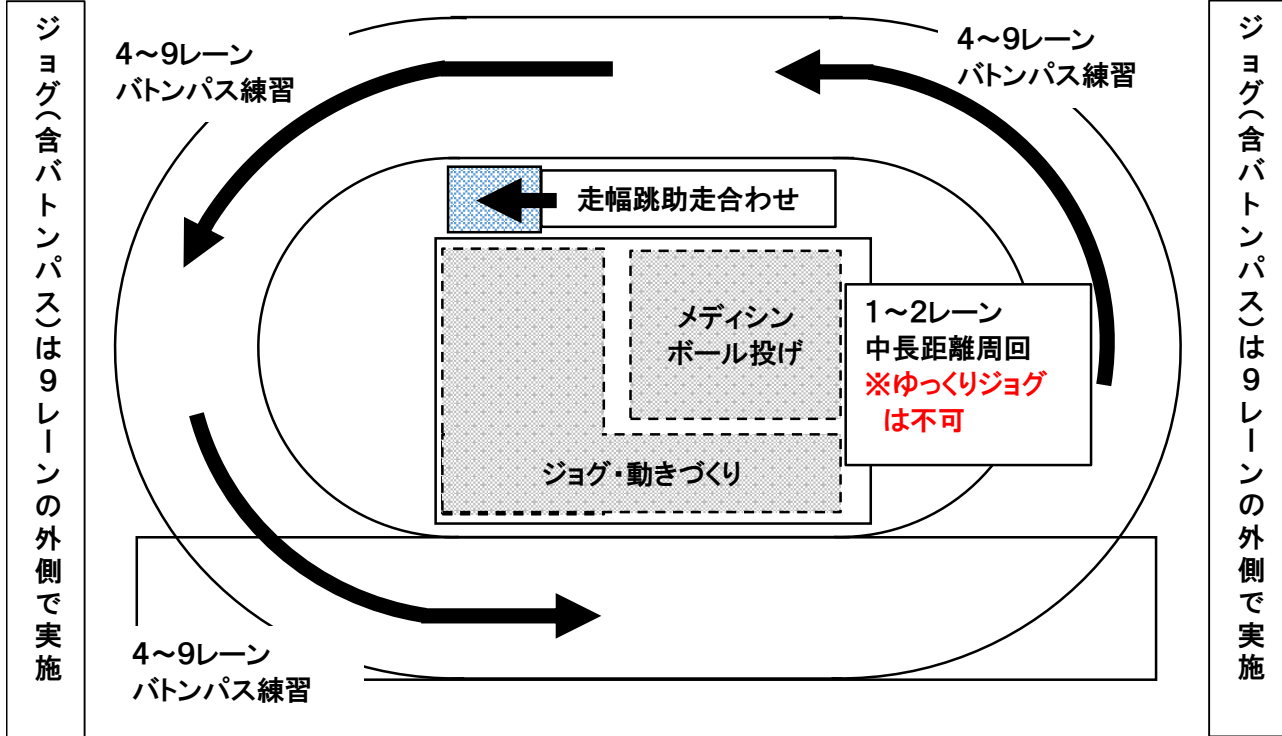 ジョグ（含バトンパス）は９レーンの外側で実施
4～9レーン
バトンパス練習
4～9レーン
バトンパス練習
走幅跳助走合わせ
メディシン
ボール投げ
1～2レーン
中長距離周回
※ゆっくりジョグ
は不可
ジョグ・動きづくり
4～9レーン
バトンパス練習
ジョグ（含バトンパス）は９レーンの外側で実施